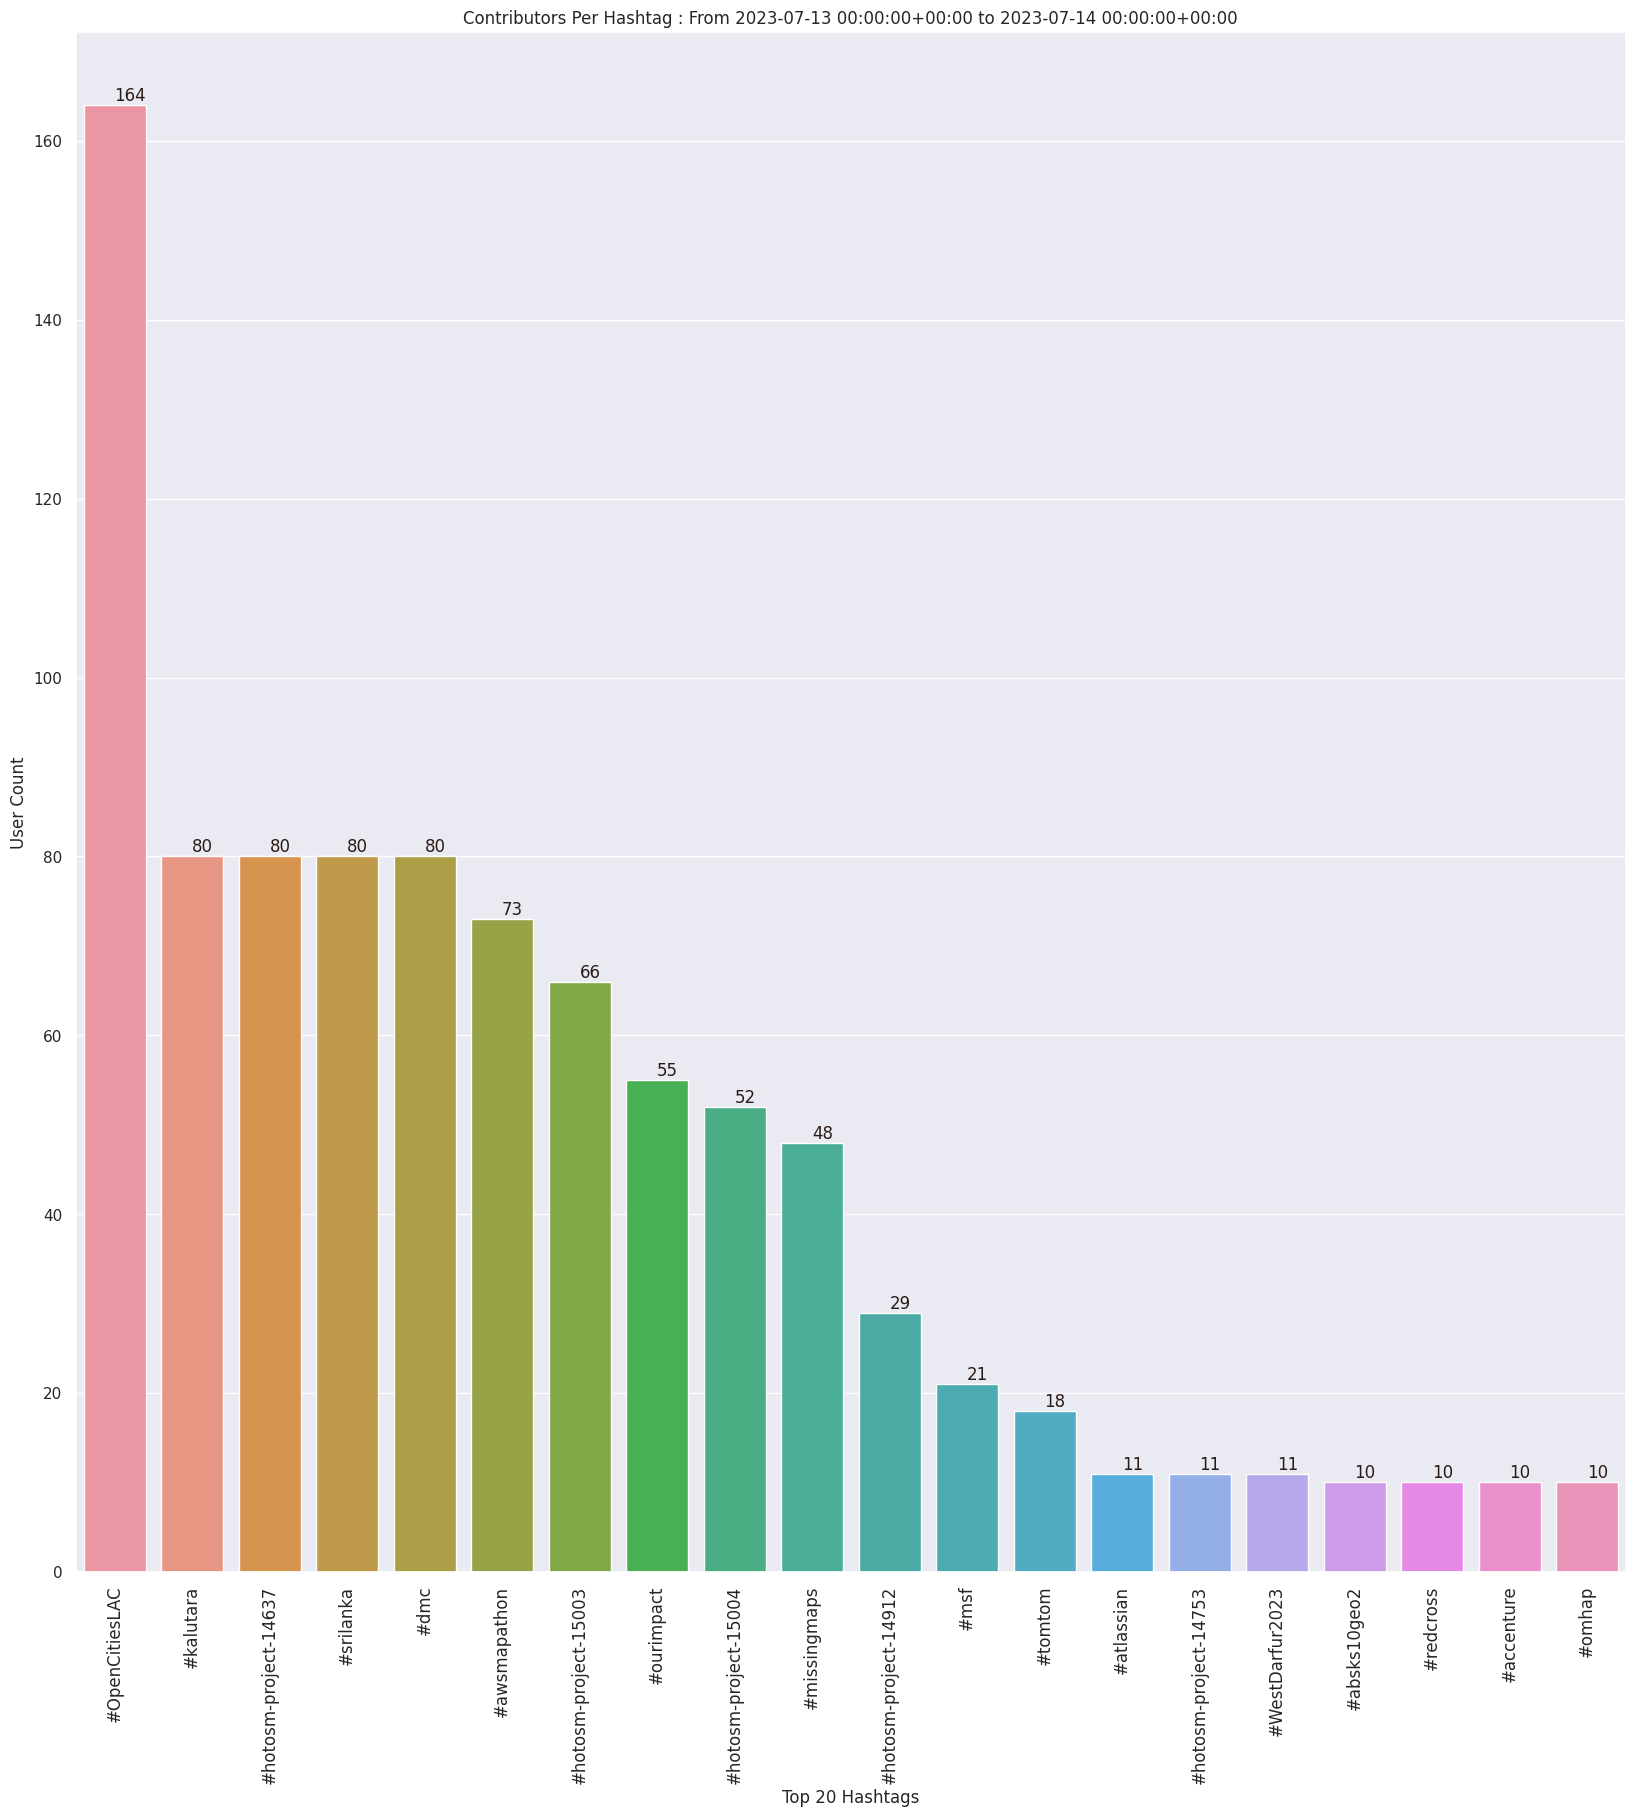 Contributors Per Hashtag : From 2023-07-13 00:00:00+00:00 to 2023-07-14 00:00:00+00:00
User Count
160
140
120
100
80
60
40
20
0
164
80
80
80
80
73
66
55
52
48
29
21
18
11
11
11
10
10
10
10
#OpenCitiesLAC
#kalutara
#hotosm-project-14637
#srilanka
#dmc
#awsmapathon
#hotosm-project-15003
#ourimpact
#hotosm-project-15004
#missingmaps
#hotosm-project-14912
#msf
#tomtom
#atlassian
#hotosm-project-14753
#WestDarfur2023
#absks10geo2
#redcross
#accenture
#omhap
Top 20 Hashtags